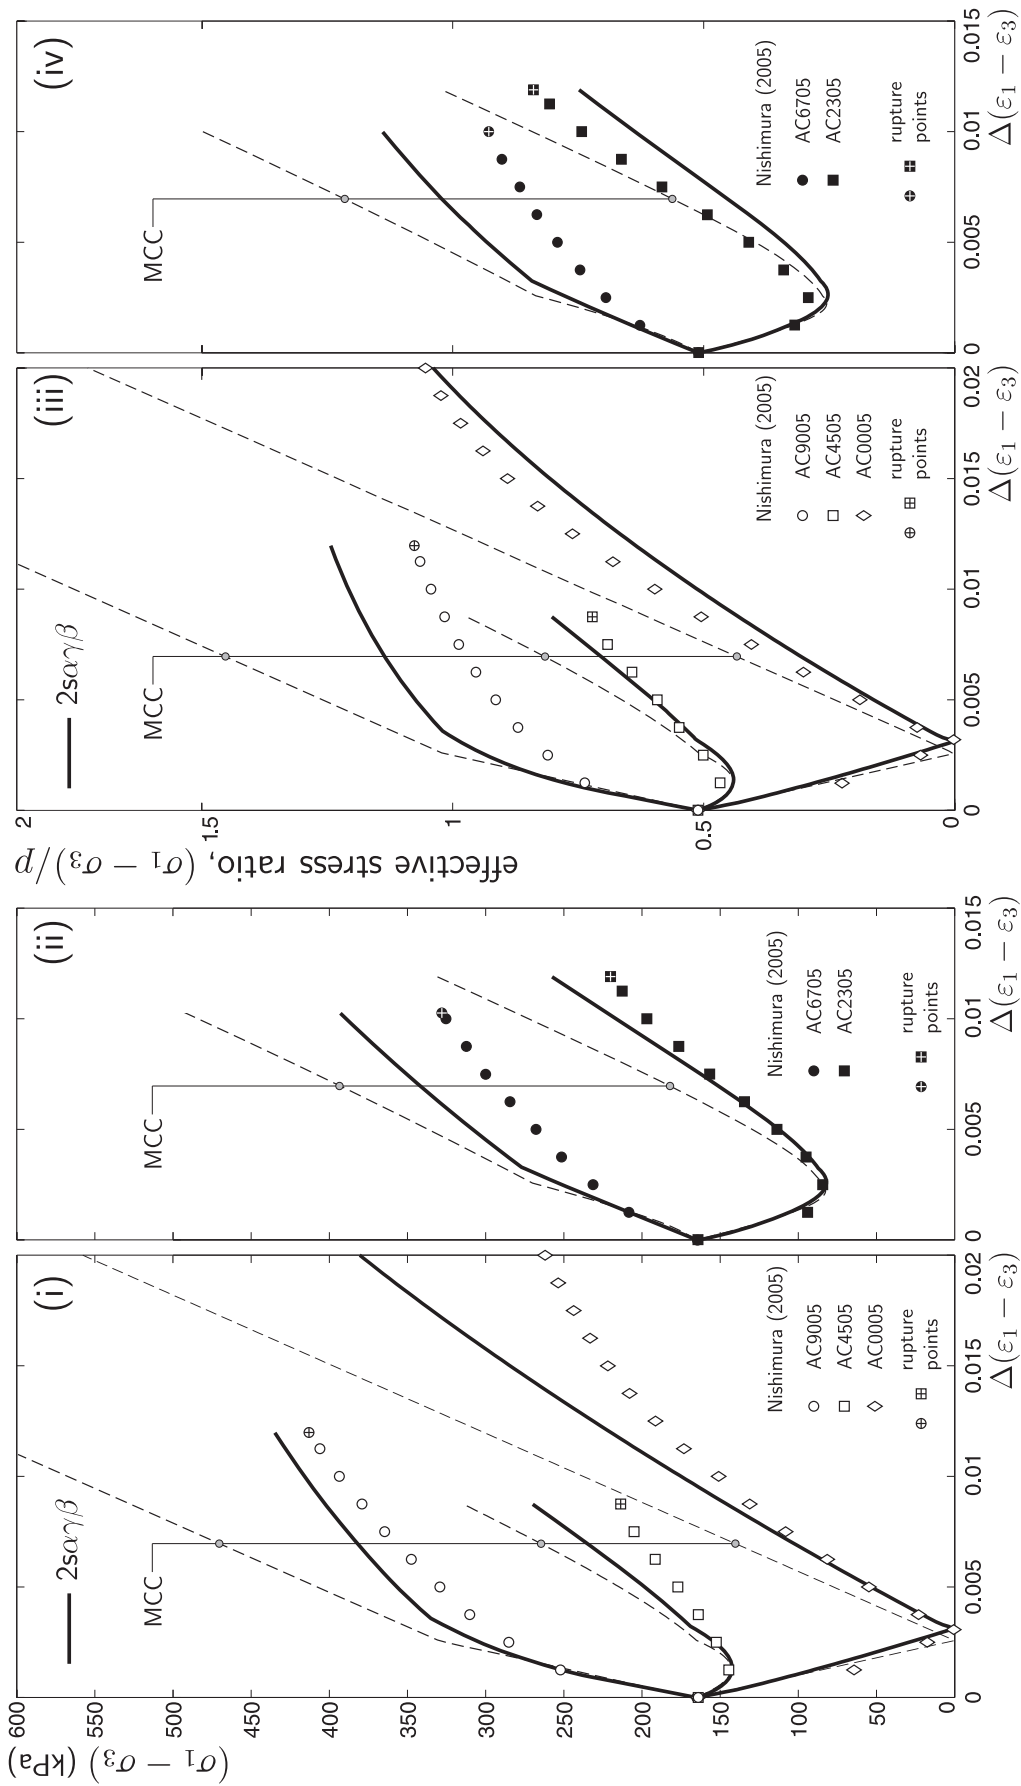 (σ₁ − σ₃) (kPa)
600
550
500
450
400
350
300
250
200
150
100
50
0
(i)
2sαγβ
MCC
Nishimura (2005)
AC9005
AC4505
AC0005
rupture
points
0
0.005
0.01
0.015
0.02
Δ(ε₁ − ε₃)
(ii)
MCC
Nishimura (2005)
AC6705
AC2305
rupture
points
0
0.005
0.01
0.015
Δ(ε₁ − ε₃)
effective stress ratio, (σ₁ − σ₃)/p
2
1.5
1
0.5
0
(iii)
2sαγβ
MCC
Nishimura (2005)
AC9005
AC4505
AC0005
rupture
points
0
0.005
0.01
0.015
0.02
Δ(ε₁ − ε₃)
(iv)
MCC
Nishimura (2005)
AC6705
AC2305
rupture
points
0
0.005
0.01
0.015
Δ(ε₁ − ε₃)